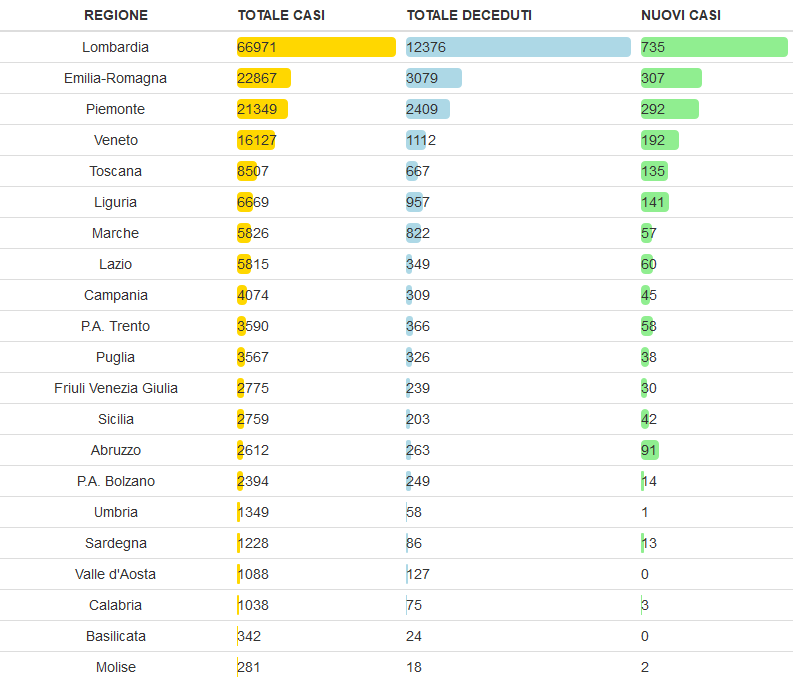 REGIONE TOTALE CASI TOTALE DECEDUTI NUOVI CASI
Lombardia 66971 12376 735
Emilia-Romagna 22867 3079 307
Piemonte 21349 2409 292
Veneto 16127 1112 192
Toscana 8507 667 135
Liguria 6669 957 141
Marche 5826 822 57
Lazio 5815 349 60
Campania 4074 309 45
P.A. Trento 3590 366 58
Puglia 3567 326 38
Friuli Venezia Giulia 2775 239 30
Sicilia 2759 203 42
Abruzzo 2612 263 91
P.A. Bolzano 2394 249 14
Umbria 1349 58 1
Sardegna 1228 86 13
Valle d'Aosta 1088 127 0
Calabria 1038 75 3
Basilicata 342 24 0
Molise 281 18 2